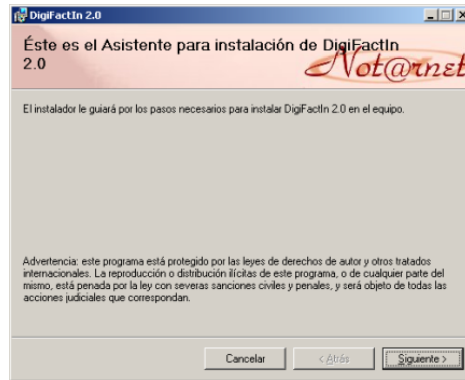 DigiFactIn 2.0
Éste es el Asistente para instalación de DigiFactIn
2.0
Not@rnet
El instalador le guiará por los pasos necesarios para instalar DigiFactIn 2.0 en el equipo.
Advertencia: este programa está protegido por las leyes de derechos de autor y otros tratados
internacionales. La reproducción o distribución ilícitas de este programa, o de cualquier parte del
mismo, está penada por la ley con severas sanciones civiles y penales, y será objeto de todas las
acciones judiciales que correspondan.
Cancelar
< Atrás
Siguiente >